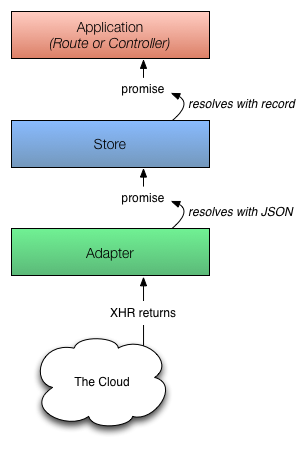 Application
(Route or Controller)
promise
resolves with record
Store
promise
resolves with JSON
Adapter
XHR returns
The Cloud